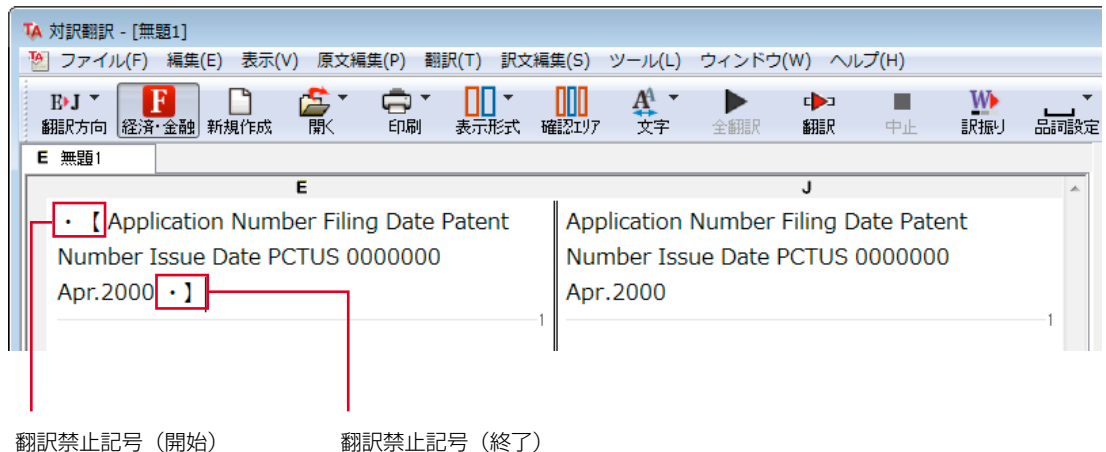 TA 対訳翻訳 - [無題1]
ファイル(F) 編集(E) 表示(V) 原文編集(P) 翻訳(T) 訳文編集(S) ツール(L) ウィンドウ(W) ヘルプ(H)
E▸J
翻訳方向 経済・金融 新規作成 開く 印刷 表示形式 確認エリア 文字 全翻訳 翻訳 中止 訳振り 品詞設定
E 無題1
E J
・【 Application Number Filing Date Patent
Number Issue Date PCTUS 0000000
Apr.2000 ・】
1
Application Number Filing Date Patent
Number Issue Date PCTUS 0000000
Apr.2000
1
翻訳禁止記号（開始） 翻訳禁止記号（終了）